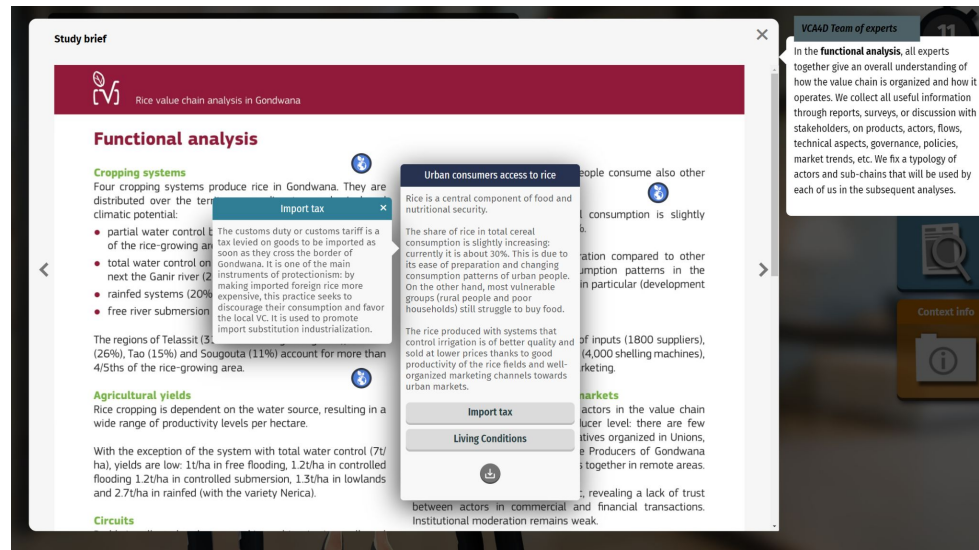 Study brief
VCA4D Team of experts
11
In the functional analysis, all experts
together give an overall understanding of
how the value chain is organized and how it
operates. We collect all useful information
through reports, surveys, or discussion with
stakeholders, on products, actors, flows,
technical aspects, governance, policies,
market trends, etc. We fix a typology of
actors and sub-chains that will be used by
each of us in the subsequent analyses.
Context info
Rice value chain analysis in Gondwana
Functional analysis
Cropping systems
Four cropping systems produce rice in Gondwana. They are
distributed over the
climatic potential:
• partial water control
of the rice-growing are
• total water control on
next the Ganir river (2
• rainfed systems (20%
• free river submersion
The regions of Telassit (3
(26%), Tao (15%) and Sougouta (11%) account for more than
4/5ths of the rice-growing area.
Agricultural yields
Rice cropping is dependent on the water source, resulting in a
wide range of productivity levels per hectare.
With the exception of the system with total water control (7t/
ha), yields are low: 1t/ha in free flooding, 1.2t/ha in controlled
flooding 1.2t/ha in controlled submersion, 1.3t/ha in lowlands
and 2.7t/ha in rainfed (with the variety Nerica).
Circuits
Import tax ×
The customs duty or customs tariff is a
tax levied on goods to be imported as
soon as they cross the border of
Gondwana. It is one of the main
instruments of protectionism: by
making imported foreign rice more
expensive, this practice seeks to
discourage their consumption and favor
the local VC. It is used to promote
import substitution industrialization.
Urban consumers access to rice
Rice is a central component of food and
nutritional security.
The share of rice in total cereal
consumption is slightly increasing:
currently it is about 30%. This is due to
its ease of preparation and changing
consumption patterns of urban people.
On the other hand, most vulnerable
groups (rural people and poor
households) still struggle to buy food.
The rice produced with systems that
control irrigation is of better quality and
sold at lower prices thanks to good
productivity of the rice fields and well-
organized marketing channels towards
urban markets.
Import tax
Living Conditions
eople consume also other
l consumption is slightly
ration compared to other
umption patterns in the
n particular (development
of inputs (1800 suppliers),
(4,000 shelling machines),
rketing.
markets
actors in the value chain
ucer level: there are few
atives organized in Unions,
e Producers of Gondwana
s together in remote areas.
t, revealing a lack of trust
between actors in commercial and financial transactions.
Institutional moderation remains weak.